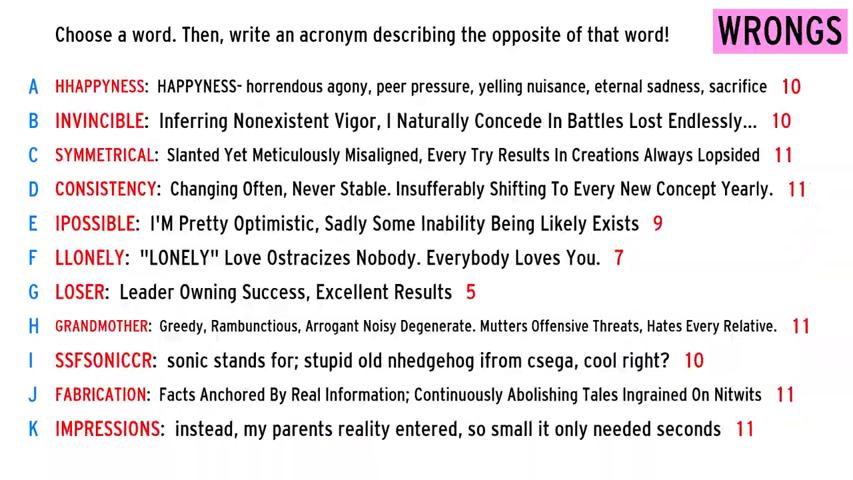 Choose a word. Then, write an acronym describing the opposite of that word! WRONGS
A HHAPPYNESS: HAPPYNESS- horrendous agony, peer pressure, yelling nuisance, eternal sadness, sacrifice 10
B INVINCIBLE: Inferring Nonexistent Vigor, I Naturally Concede In Battles Lost Endlessly... 10
C SYMMETRICAL: Slanted Yet Meticulously Misaligned, Every Try Results In Creations Always Lopsided 11
D CONSISTENCY: Changing Often, Never Stable. Insufferably Shifting To Every New Concept Yearly. 11
E IPOSSIBLE: I'M Pretty Optimistic, Sadly Some Inability Being Likely Exists 9
F LLONELY: "LONELY" Love Ostracizes Nobody. Everybody Loves You. 7
G LOSER: Leader Owning Success, Excellent Results 5
H GRANDMOTHER: Greedy, Rambunctious, Arrogant Noisy Degenerate. Mutters Offensive Threats, Hates Every Relative. 11
I SSFSONICCR: sonic stands for; stupid old nhedgehog ifrom csega, cool right? 10
J FABRICATION: Facts Anchored By Real Information; Continuously Abolishing Tales Ingrained On Nitwits 11
K IMPRESSIONS: instead, my parents reality entered, so small it only needed seconds 11